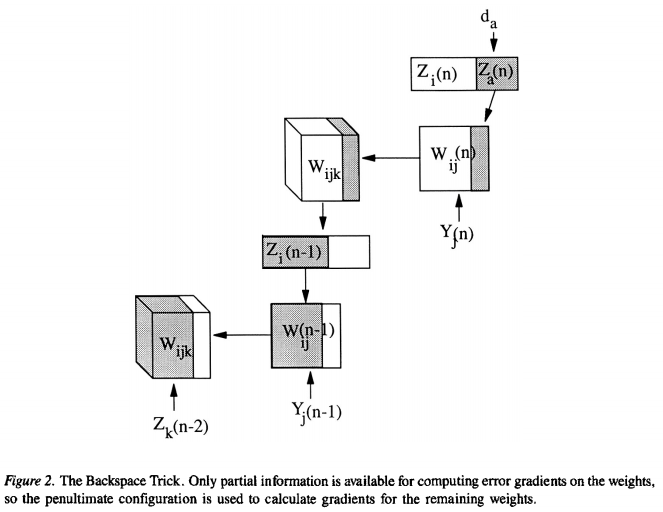 d_a
Z_i(n) Z_a(n)
W_ijk W_ij(n)
Y_j(n)
Z_i(n-1)
W_ijk W_ij(n-1)
Z_k(n-2) Y_j(n-1)
Figure 2. The Backspace Trick. Only partial information is available for computing error gradients on the weights,
so the penultimate configuration is used to calculate gradients for the remaining weights.